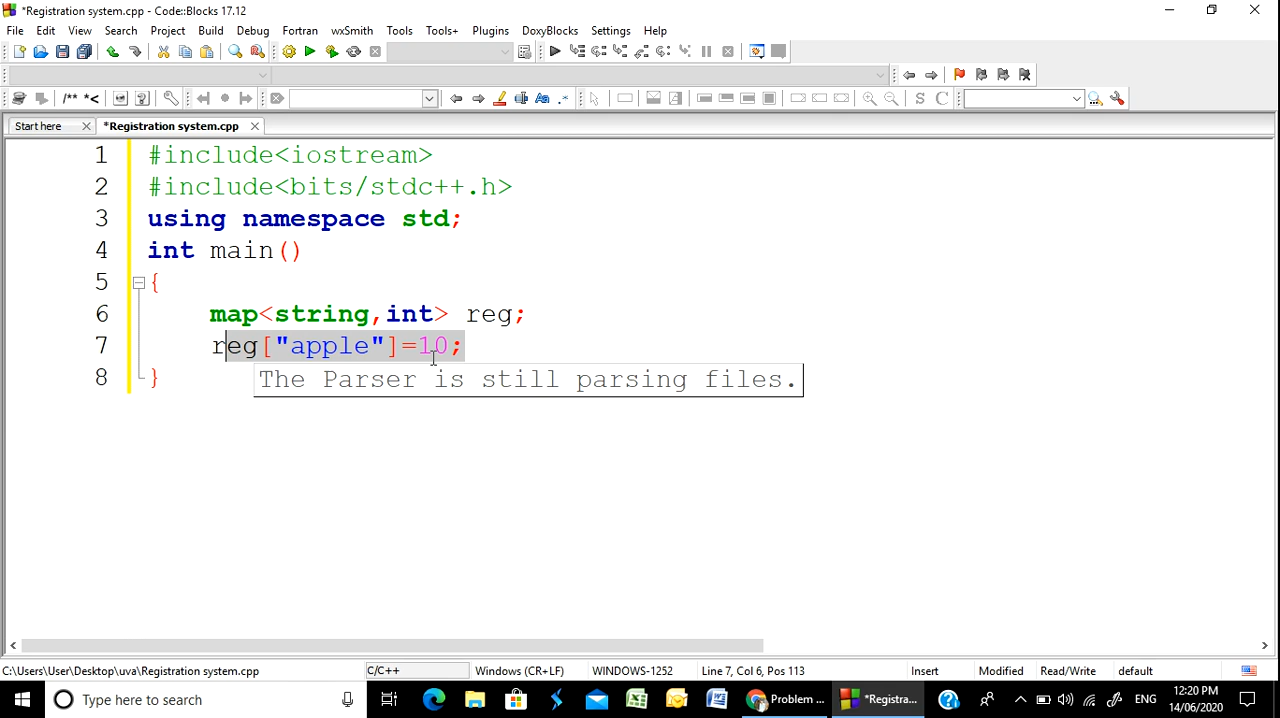 *Registration system.cpp - Code::Blocks 17.12
File Edit View Search Project Build Debug Fortran wxSmith Tools Tools+ Plugins DoxyBlocks Settings Help
/** *<
Start here *Registration system.cpp
1 #include<iostream>
2 #include<bits/stdc++.h>
3 using namespace std;
4 int main()
5 {
6 map<string,int> reg;
7 reg["apple"]=10;
8 }
The Parser is still parsing files.
C:\Users\User\Desktop\uva\Registration system.cpp C/C++ Windows (CR+LF) WINDOWS-1252 Line 7, Col 6, Pos 113 Insert Modified Read/Write default
Type here to search Problem ... *Registra... ENG 12:20 PM
14/06/2020